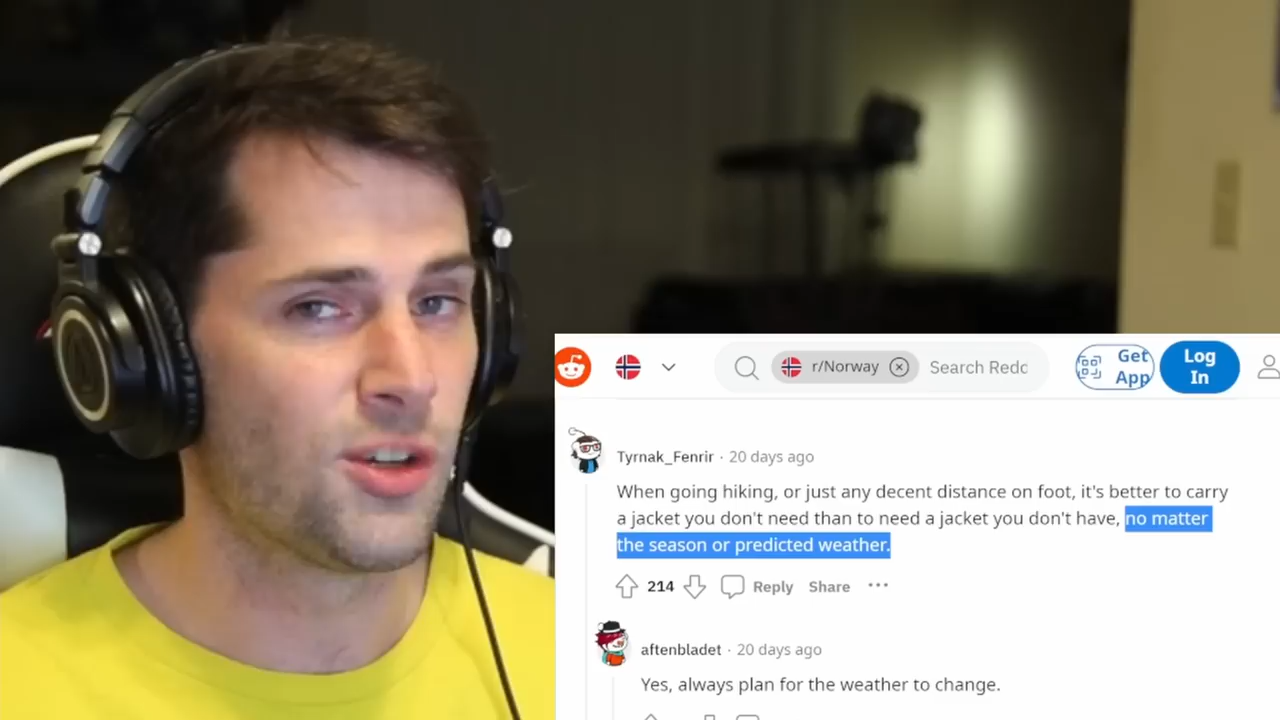 r/Norway
Search Redd
Get App
Log In
Tyrnak_Fenrir · 20 days ago
When going hiking, or just any decent distance on foot, it's better to carry
a jacket you don't need than to need a jacket you don't have, no matter
the season or predicted weather.
214
Reply
Share
aftenbladet · 20 days ago
Yes, always plan for the weather to change.